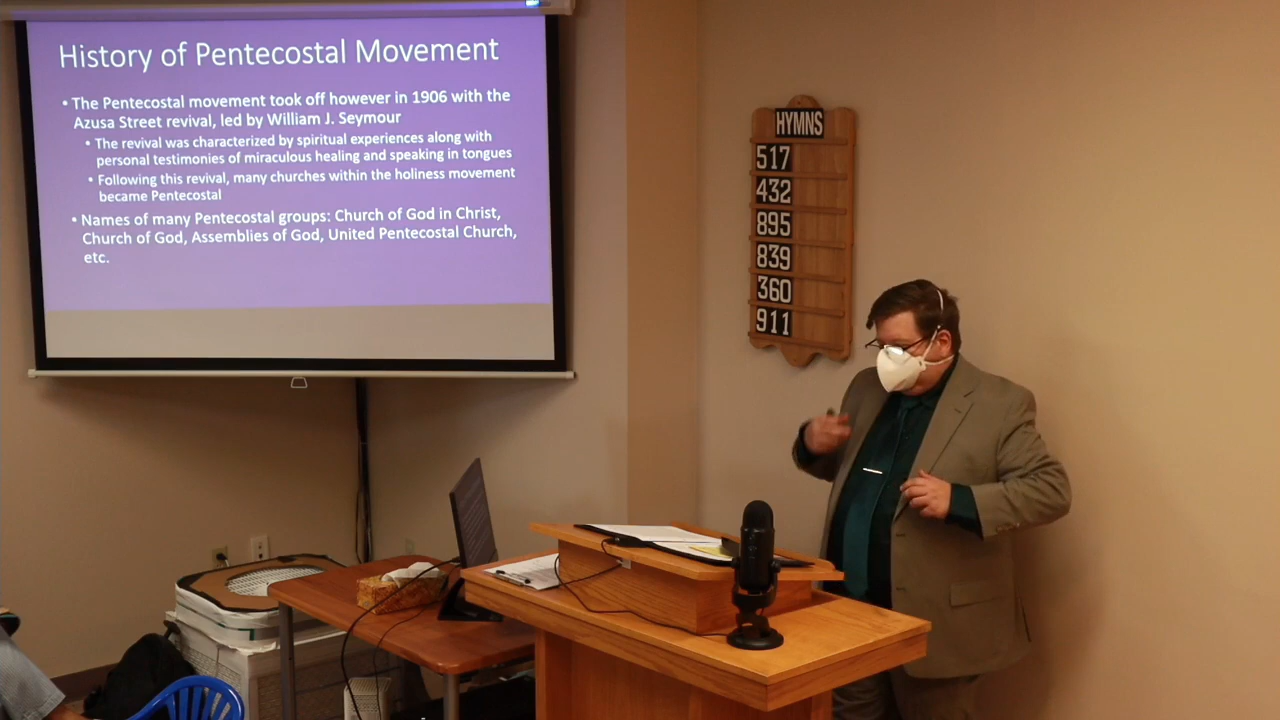 History of Pentecostal Movement
• The Pentecostal movement took off however in 1906 with the
Azusa Street revival, led by William J. Seymour
• The revival was characterized by spiritual experiences along with
personal testimonies of miraculous healing and speaking in tongues
• Following this revival, many churches within the holiness movement
became Pentecostal
• Names of many Pentecostal groups: Church of God in Christ,
Church of God, Assemblies of God, United Pentecostal Church,
etc.
HYMNS
517
432
895
839
360
911